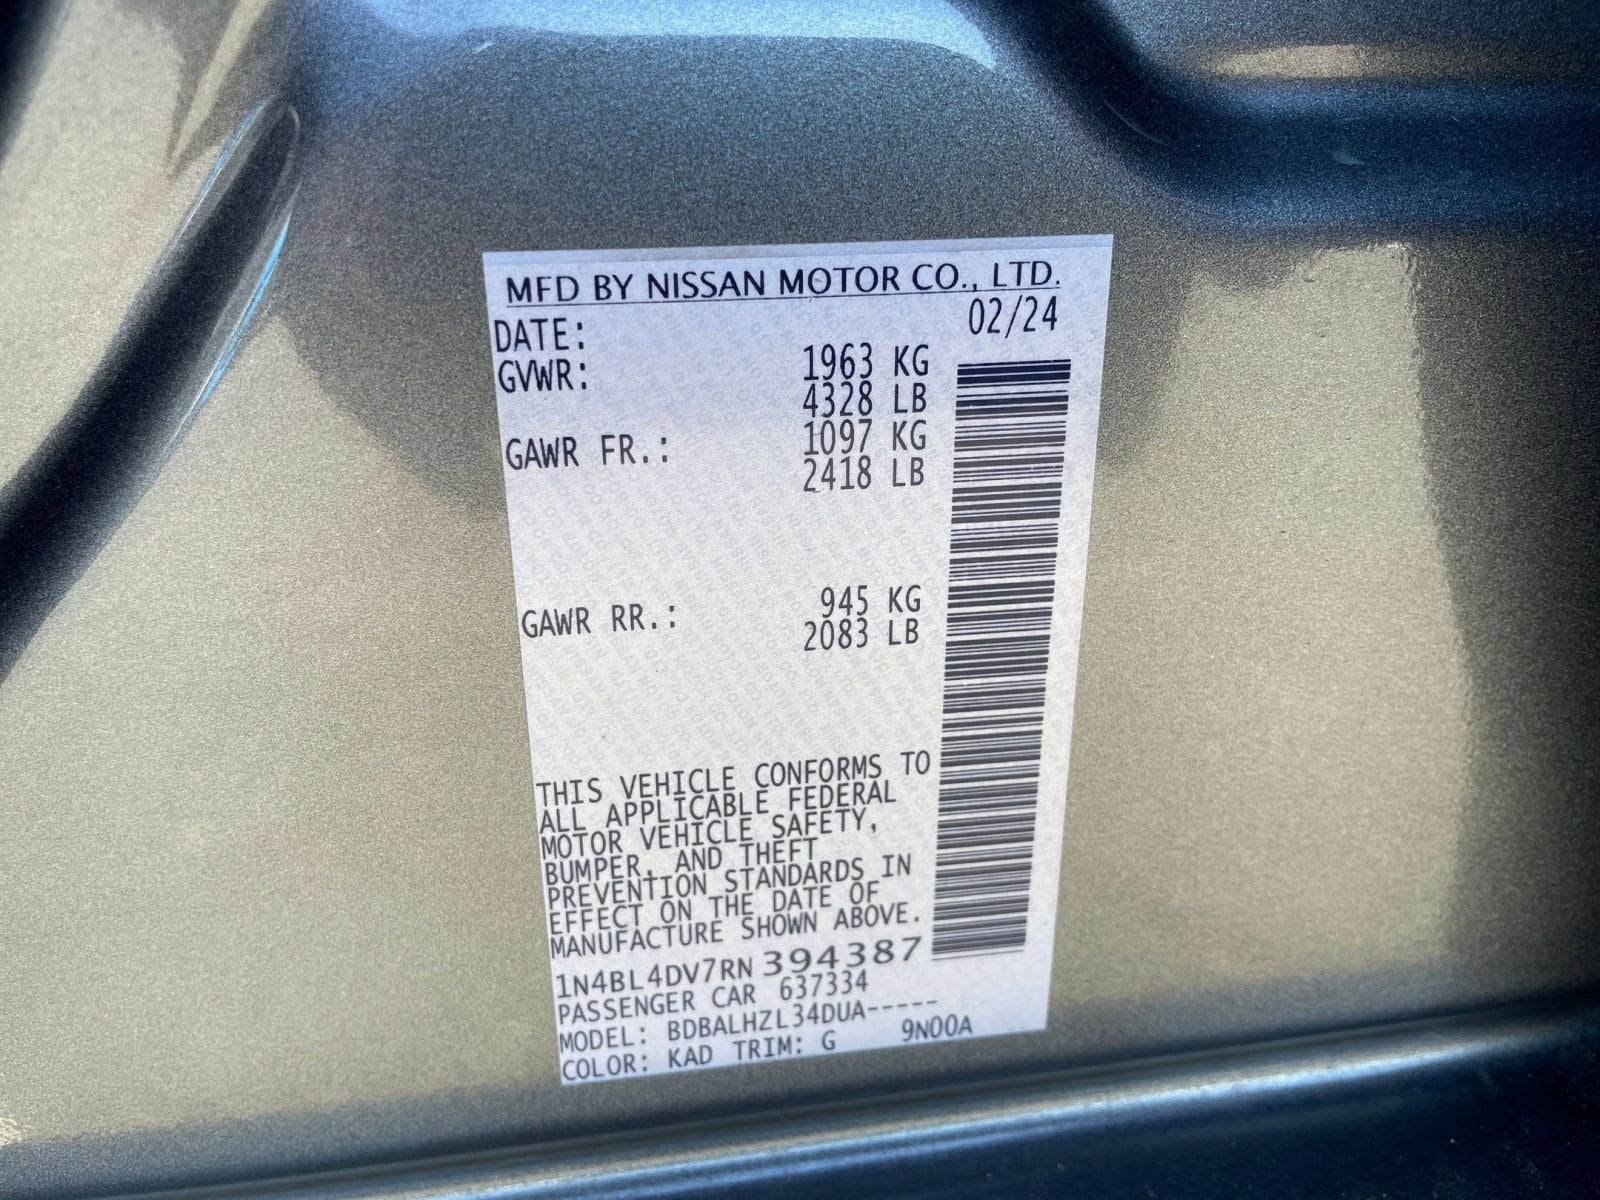 MFD BY NISSAN MOTOR CO., LTD.
DATE: 02/24
GVWR: 1963 KG
4328 LB
GAWR FR.: 1097 KG
2418 LB
GAWR RR.: 945 KG
2083 LB
THIS VEHICLE CONFORMS TO
ALL APPLICABLE FEDERAL
MOTOR VEHICLE SAFETY,
BUMPER, AND THEFT
PREVENTION STANDARDS IN
EFFECT ON THE DATE OF
MANUFACTURE SHOWN ABOVE.
1N4BL4DV7RN394387
PASSENGER CAR 637334
MODEL: BDBALHZL34DUA-----
COLOR: KAD TRIM: G 9N00A